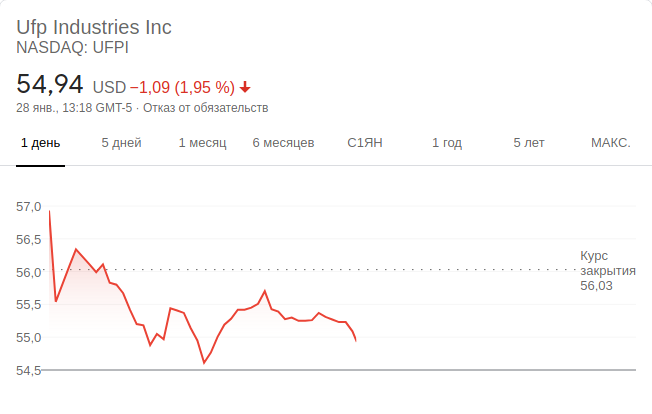 Ufp Industries Inc
NASDAQ: UFPI
54,94 USD −1,09 (1,95 %)
28 янв., 13:18 GMT-5 · Отказ от обязательств
1 день 5 дней 1 месяц 6 месяцев С1ЯН 1 год 5 лет МАКС.
57,0
56,5
56,0
55,5
55,0
54,5
Курс
закрытия
56,03